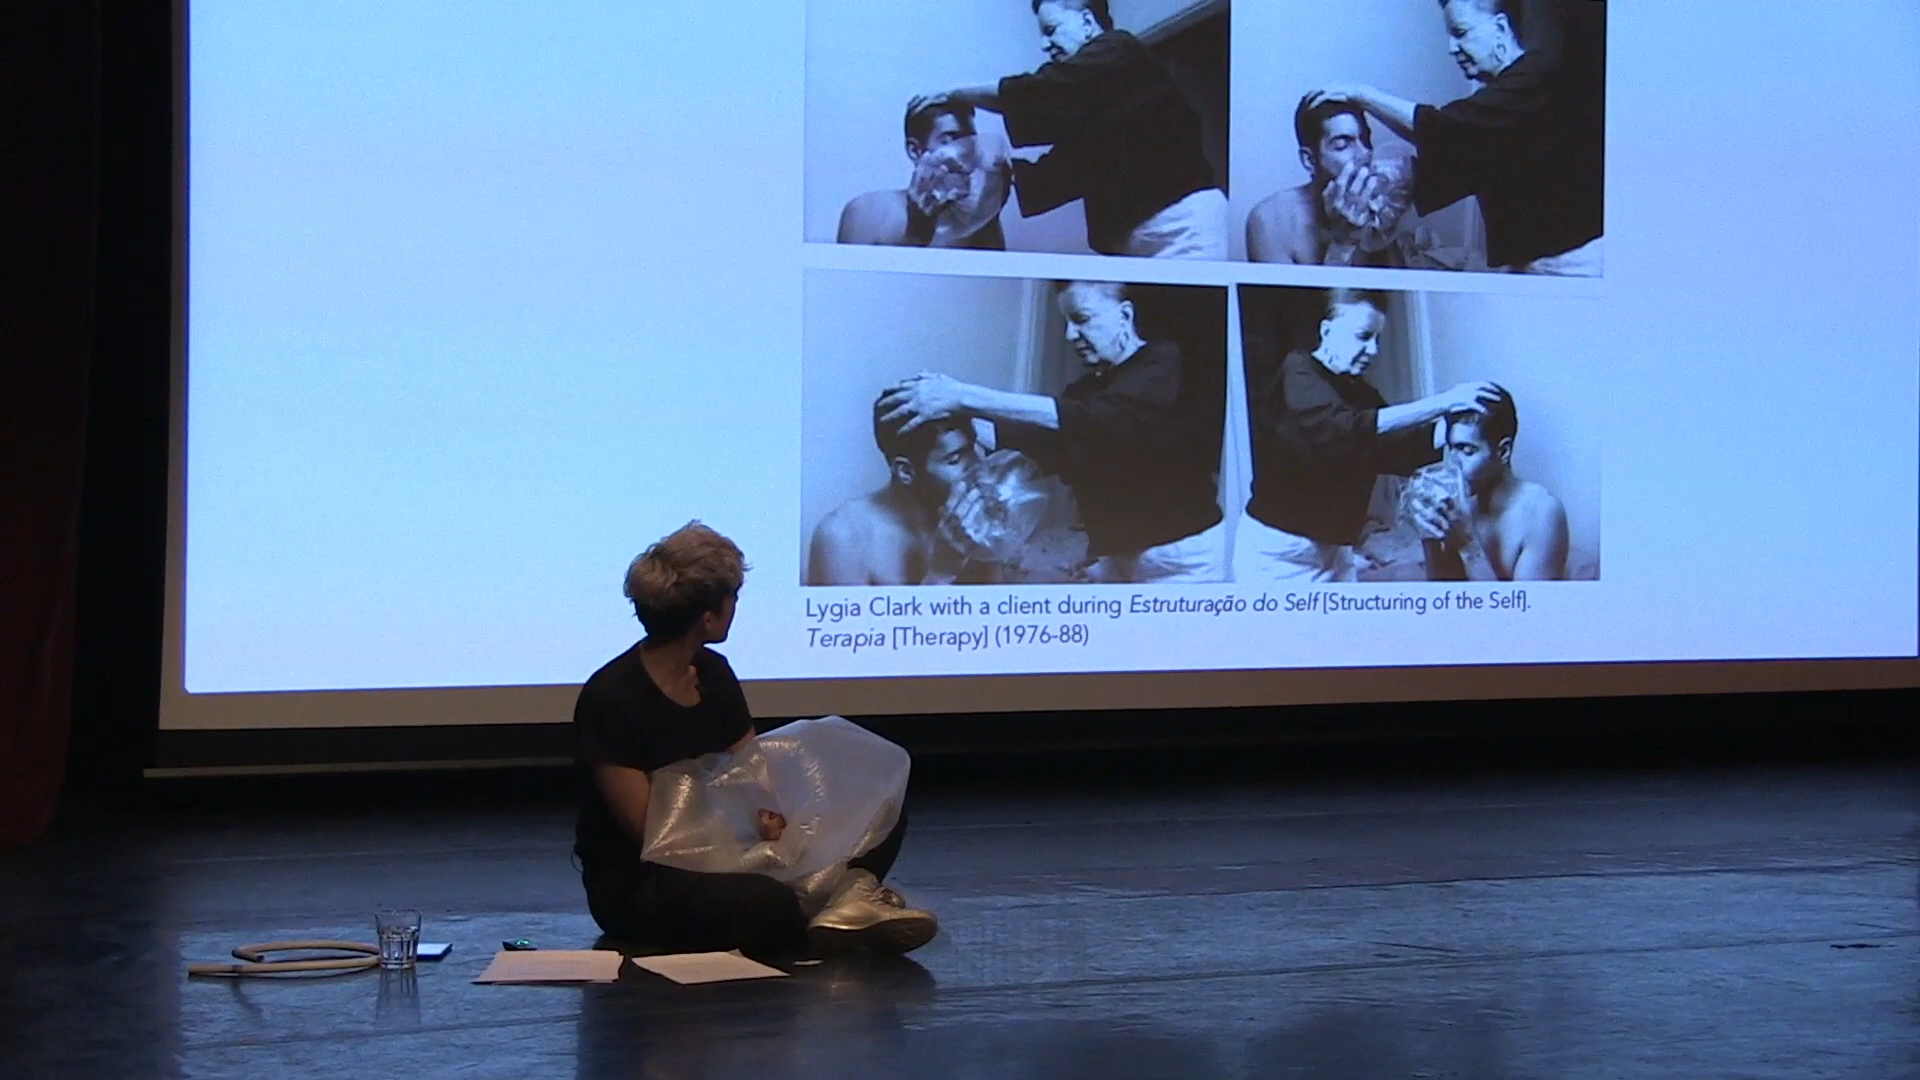 Lygia Clark with a client during Estruturação do Self [Structuring of the Self].
Terapia [Therapy] (1976-88)